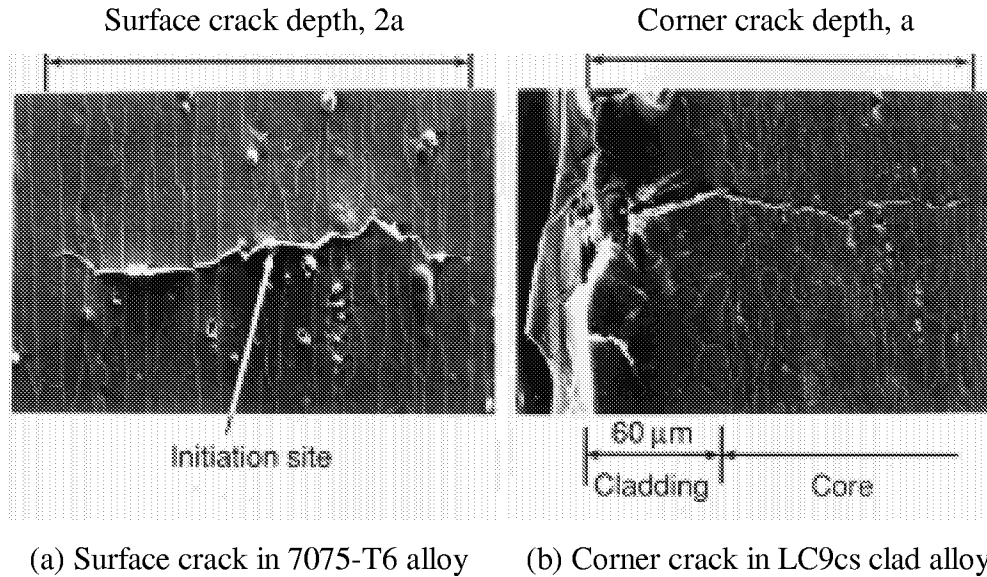 Surface crack depth, 2a
Corner crack depth, a
Initiation site
60 μm
Cladding
Core
(a) Surface crack in 7075-T6 alloy
(b) Corner crack in LC9cs clad alloy